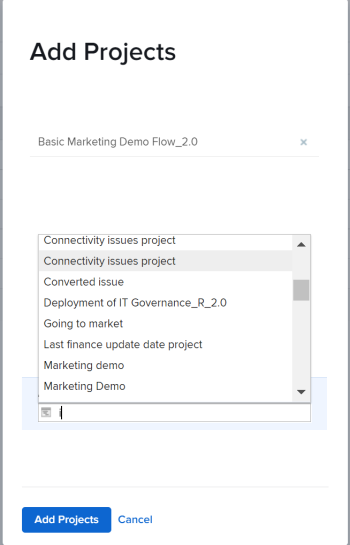 Add Projects
Basic Marketing Demo Flow_2.0 ×
Connectivity issues project
Connectivity issues project
Converted issue
Deployment of IT Governance_R_2.0
Going to market
Last finance update date project
Marketing demo
Marketing Demo
i
Add Projects Cancel